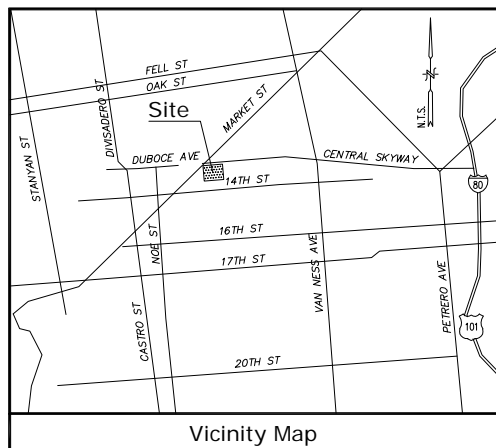 FELL ST
OAK ST
Site
MARKET ST
DIVISADERO ST
STANYAN ST
DUBOCE AVE
CENTRAL SKYWAY
N
N.T.S.
14TH ST
80
NOE ST
16TH ST
17TH ST
VAN NESS AVE
PETRERO AVE
101
CASTRO ST
20TH ST
Vicinity Map